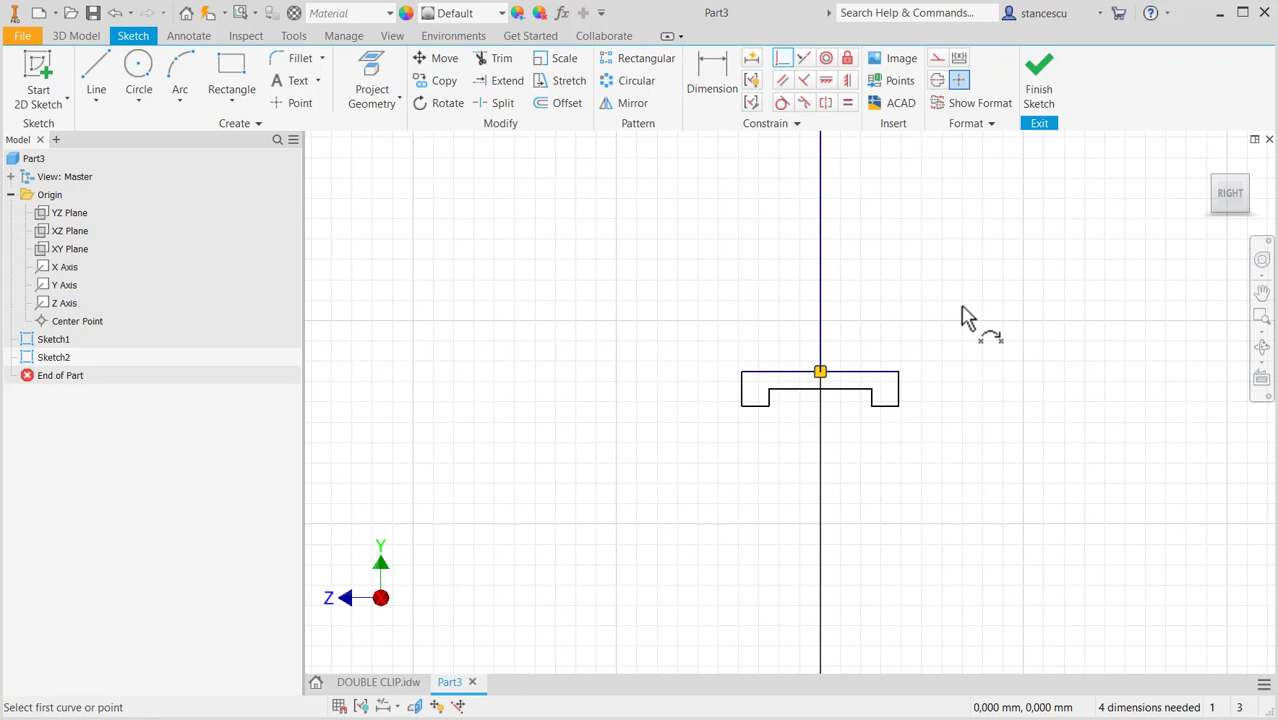 PRO
Material
Default
Part3
Search Help & Commands...
stancescu
File
3D Model
Sketch
Annotate
Inspect
Tools
Manage
View
Environments
Get Started
Collaborate
Start
2D Sketch
Line
Circle
Arc
Rectangle
Fillet
Text
Point
Project
Geometry
Move
Copy
Rotate
Trim
Extend
Split
Scale
Stretch
Offset
Rectangular
Circular
Mirror
Dimension
Image
Points
ACAD
Show Format
Finish
Sketch
Sketch
Create
Modify
Pattern
Constrain
Insert
Format
Exit
Model
Part3
View: Master
Origin
YZ Plane
XZ Plane
XY Plane
X Axis
Y Axis
Z Axis
Center Point
Sketch1
Sketch2
End of Part
RIGHT
Y
Z
DOUBLE CLIP.idw
Part3
Select first curve or point
0,000 mm, 0,000 mm
4 dimensions needed
1
3